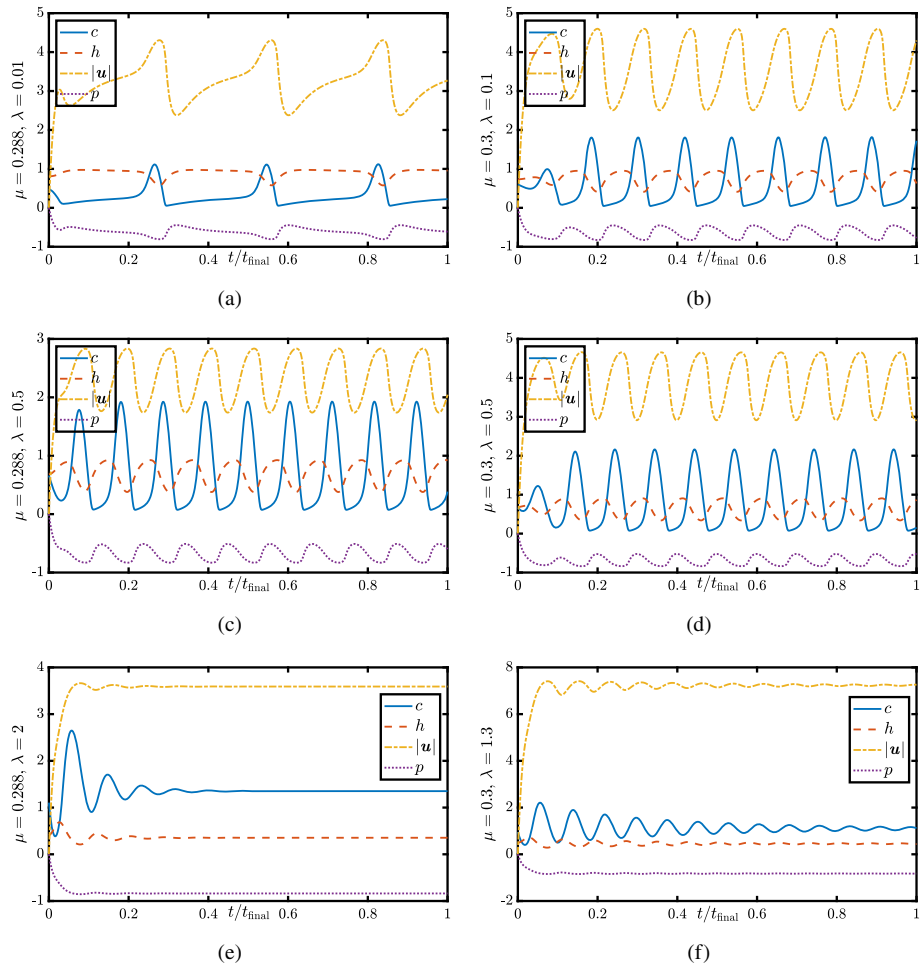 5
4
3
2
1
0
-1
0
0.2
0.4
0.6
0.8
1
t/t_final
μ = 0.288, λ = 0.01
c
h
|u|
p
(a)
5
4
3
2
1
0
-1
0
0.2
0.4
0.6
0.8
1
t/t_final
μ = 0.3, λ = 0.1
c
h
|u|
p
(b)
3
2
1
0
-1
0
0.2
0.4
0.6
0.8
1
t/t_final
μ = 0.288, λ = 0.5
c
h
|u|
p
(c)
5
4
3
2
1
0
-1
0
0.2
0.4
0.6
0.8
1
t/t_final
μ = 0.3, λ = 0.5
c
h
|u|
p
(d)
4
3
2
1
0
-1
0
0.2
0.4
0.6
0.8
1
t/t_final
μ = 0.288, λ = 2
c
h
|u|
p
(e)
8
6
4
2
0
-2
0
0.2
0.4
0.6
0.8
1
t/t_final
μ = 0.3, λ = 1.3
c
h
|u|
p
(f)